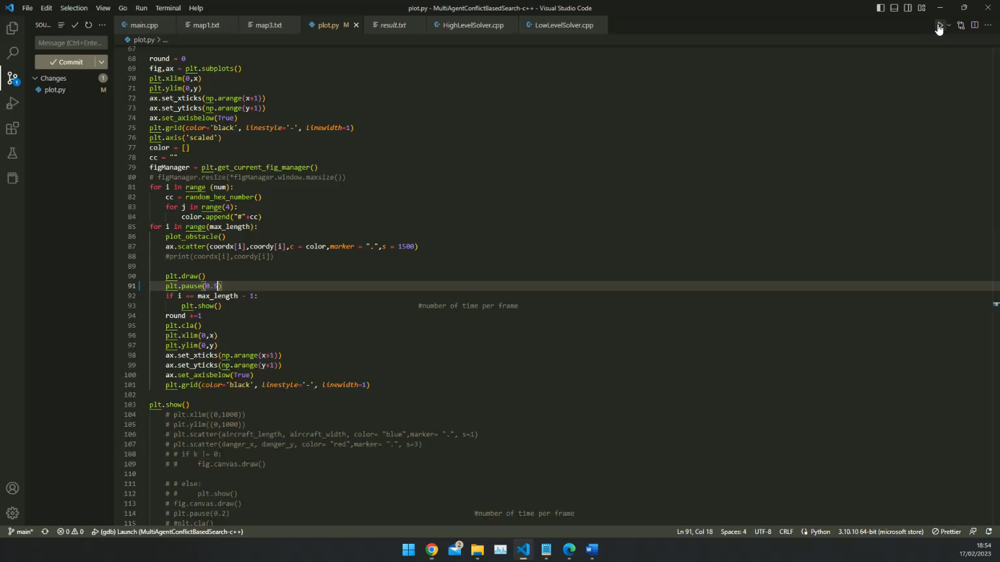 File Edit Selection View Go Run Terminal Help
plot.py - MultiAgentConflictBasedSearch-c++ - Visual Studio Code
SOU...
main.cpp
map1.txt
map3.txt
plot.py M
result.txt
HighLevelSolver.cpp
LowLevelSolver.cpp
plot.py > ...
Message (Ctrl+Ente...
Commit
Changes 1
plot.py M
1
67
68 round = 0
69 fig,ax = plt.subplots()
70 plt.xlim(0,x)
71 plt.ylim(0,y)
72 ax.set_xticks(np.arange(x+1))
73 ax.set_yticks(np.arange(y+1))
74 ax.set_axisbelow(True)
75 plt.grid(color='black', linestyle='-', linewidth=1)
76 plt.axis('scaled')
77 color = []
78 cc = ""
79 figManager = plt.get_current_fig_manager()
80 # figManager.resize(*figManager.window.maxsize())
81 for i in range (num):
82 cc = random_hex_number()
83 for j in range(4):
84 color.append("#"+cc)
85 for i in range(max_length):
86 plot_obstacle()
87 ax.scatter(coordx[i],coordy[i],c = color,marker = ".",s = 1500)
88 #print(coordx[i],coordy[i])
89
90 plt.draw()
91 plt.pause(0.5)
92 if i == max_length - 1:
93 plt.show() #number of time per frame
94 round +=1
95 plt.cla()
96 plt.xlim(0,x)
97 plt.ylim(0,y)
98 ax.set_xticks(np.arange(x+1))
99 ax.set_yticks(np.arange(y+1))
100 ax.set_axisbelow(True)
101 plt.grid(color='black', linestyle='-', linewidth=1)
102
103 plt.show()
104 # plt.xlim((0,1000))
105 # plt.ylim((0,1000))
106 # plt.scatter(aircraft_length, aircraft_width, color= "blue",marker= ".", s=1)
107 # plt.scatter(danger_x, danger_y, color= "red",marker= ".", s=3)
108 # # if k != 0:
109 # # fig.canvas.draw()
110
111 # # else:
112 # # plt.show()
113 # fig.canvas.draw()
114 # plt.pause(0.2) #number of time per frame
115 # #plt.cla()
main* 0 0 (gdb) Launch (MultiAgentConflictBasedSearch-c++)
Ln 91, Col 18 Spaces: 4 UTF-8 CRLF Python 3.10.10 64-bit (microsoft store) Prettier
2
18:54
17/02/2023